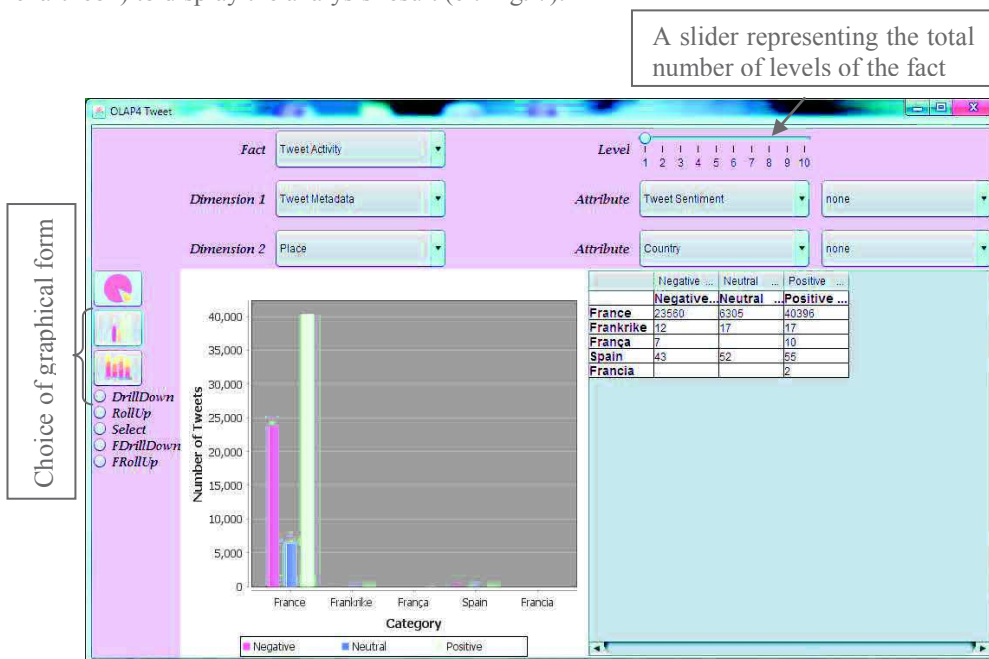 A slider representing the total
number of levels of the fact
OLAP4 Tweet
Fact Tweet Activity Level 1 2 3 4 5 6 7 8 9 10
Dimension 1 Tweet Metadata Attribute Tweet Sentiment none
Dimension 2 Place Attribute Country none
Choice of graphical form
DrillDown
RollUp
Select
FDrillDown
FRollUp
Number of Tweets
40,000
35,000
30,000
25,000
20,000
15,000
10,000
5,000
0
France Frankrike França Spain Francia
Category
Negative Neutral Positive
Negative ... Neutral ... Positive ...
Negative... Neutral ... Positive ...
France 23560 6305 40396
Frankrike 12 17 17
França 7 10
Spain 43 52 55
Francia 2